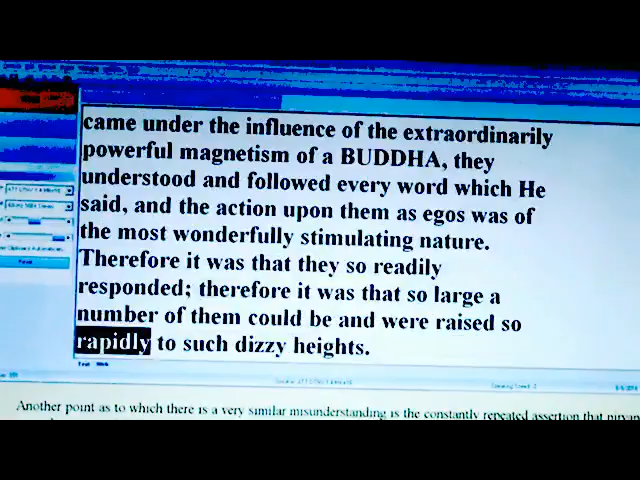 came under the influence of the extraordinarily
powerful magnetism of a BUDDHA, they
understood and followed every word which He
said, and the action upon them as egos was of
the most wonderfully stimulating nature.
Therefore it was that they so readily
responded; therefore it was that so large a
number of them could be and were raised so
rapidly to such dizzy heights.
Another point as to which there is a very similar misunderstanding is the constantly repeated assertion that